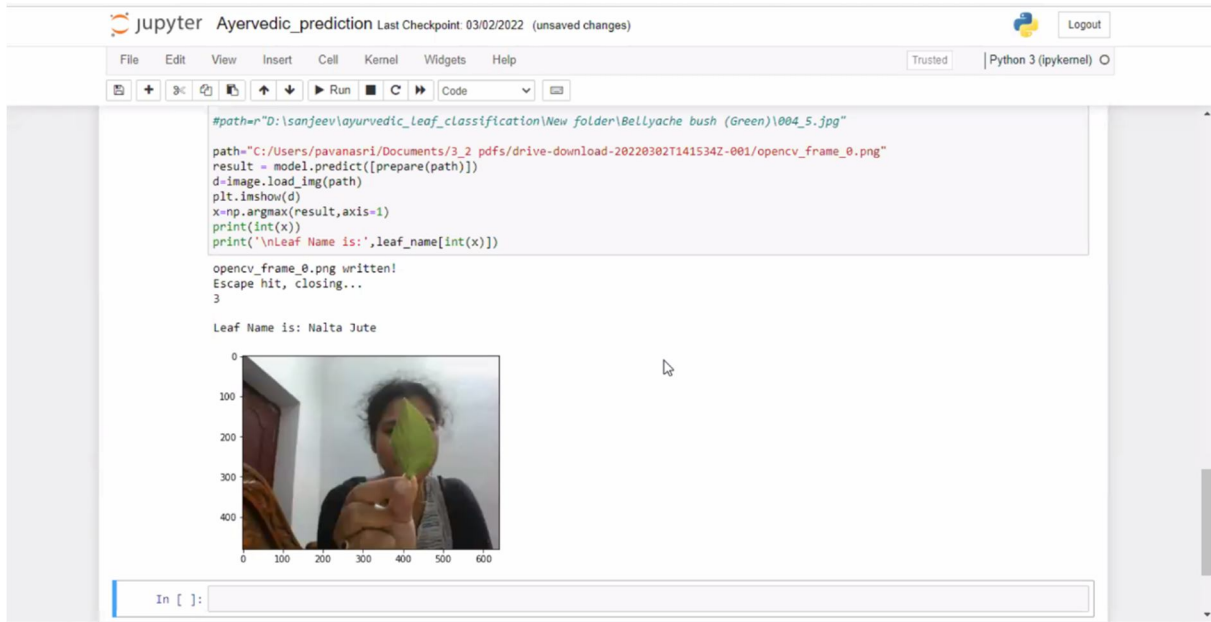 jupyter Ayervedic_prediction Last Checkpoint: 03/02/2022 (unsaved changes) Logout
File Edit View Insert Cell Kernel Widgets Help Trusted Python 3 (ipykernel)
Run Code
#path=r"D:\sanjeev\ayurvedic_leaf_classification\New folder\Bellyache bush (Green)\004_5.jpg"
path="C:/Users/pavanasri/Documents/3_2 pdfs/drive-download-20220302T141534Z-001/opencv_frame_0.png"
result = model.predict([prepare(path)])
d=image.load_img(path)
plt.imshow(d)
x=np.argmax(result,axis=1)
print(int(x))
print('\nLeaf Name is:',leaf_name[int(x)])
opencv_frame_0.png written!
Escape hit, closing...
3
Leaf Name is: Nalta Jute
0
100
200
300
400
0 100 200 300 400 500 600
In [ ]: